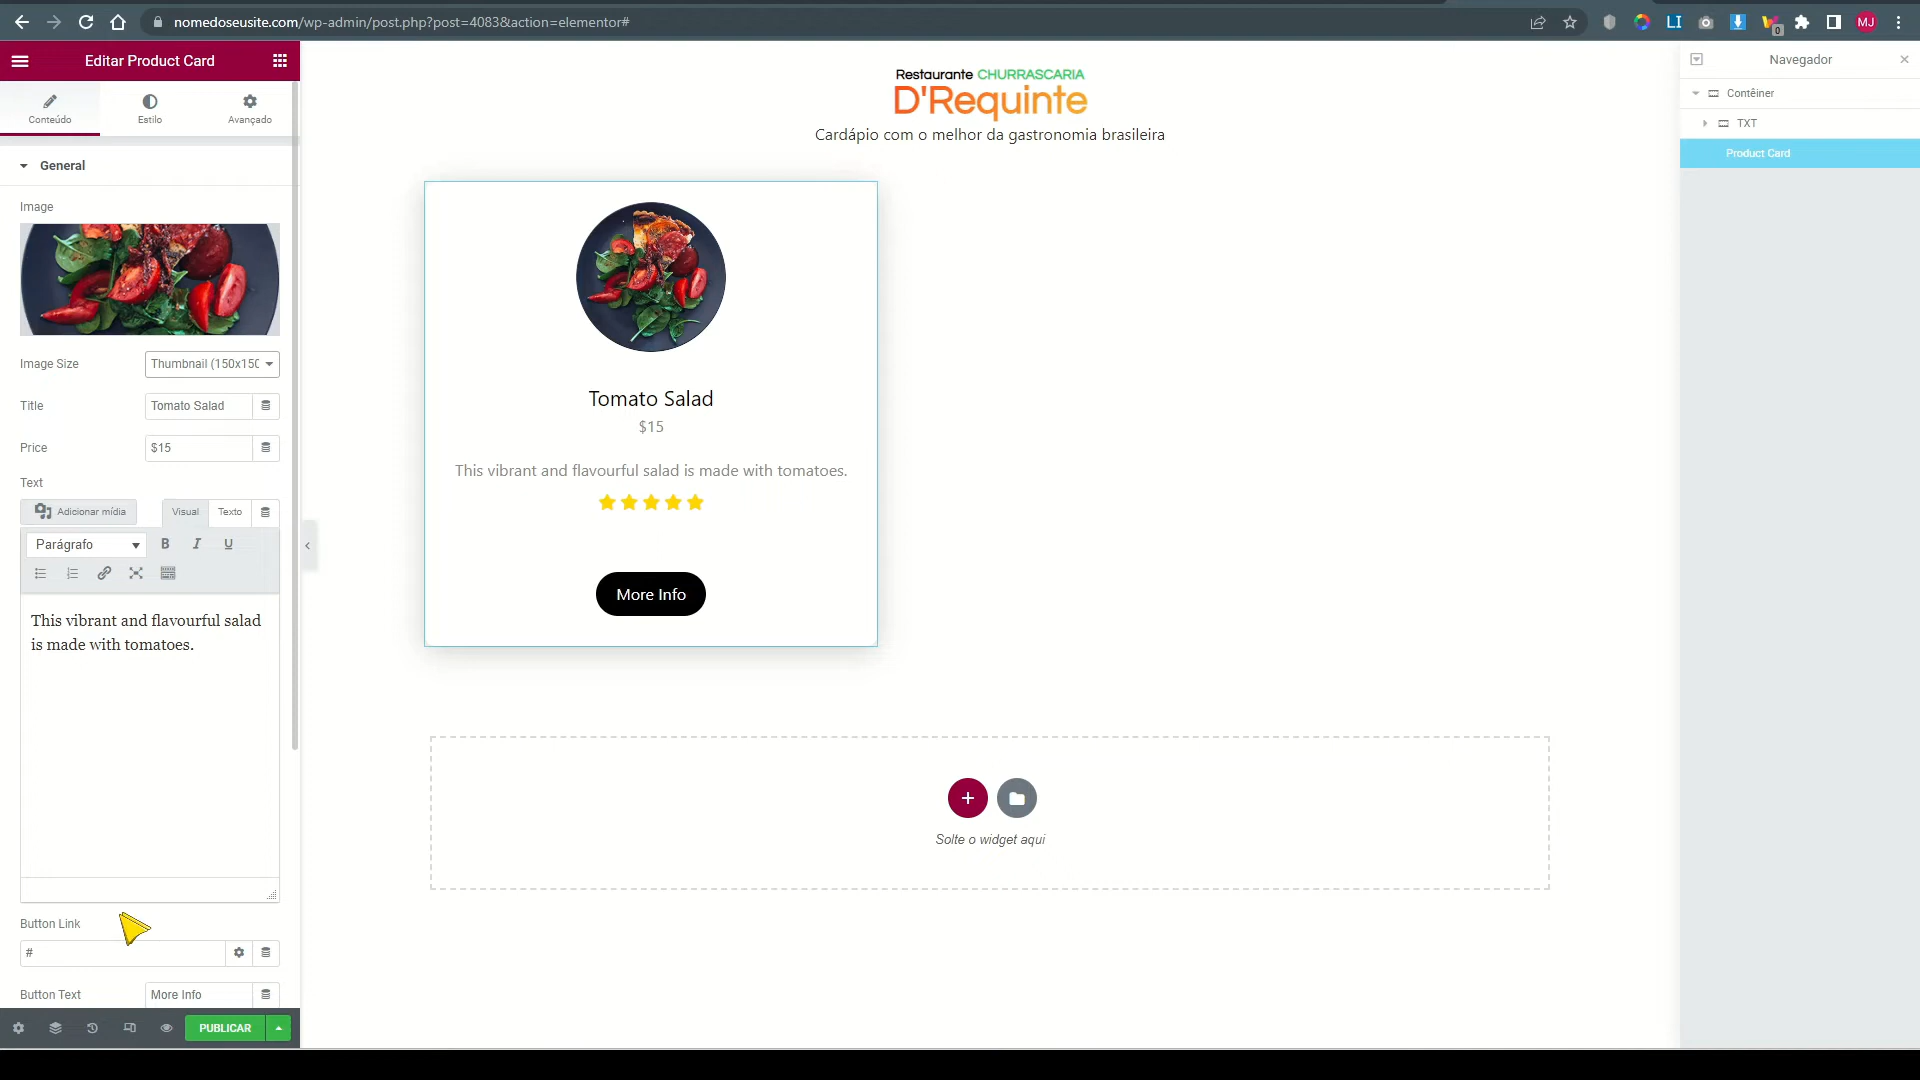 nomedoseusite.com/wp-admin/post.php?post=4083&action=elementor#
LI
0
MJ
Editar Product Card
Conteúdo
Estilo
Avançado
General
Image
Image Size
Thumbnail (150x150
Title
Tomato Salad
Price
$15
Text
Adicionar mídia
Visual
Texto
Parágrafo
B
I
U
This vibrant and flavourful salad
is made with tomatoes.
Button Link
#
Button Text
More Info
PUBLICAR
Restaurante CHURRASCARIA
D'Requinte
Cardápio com o melhor da gastronomia brasileira
Tomato Salad
$15
This vibrant and flavourful salad is made with tomatoes.
More Info
Solte o widget aqui
Navegador
Contêiner
TXT
Product Card